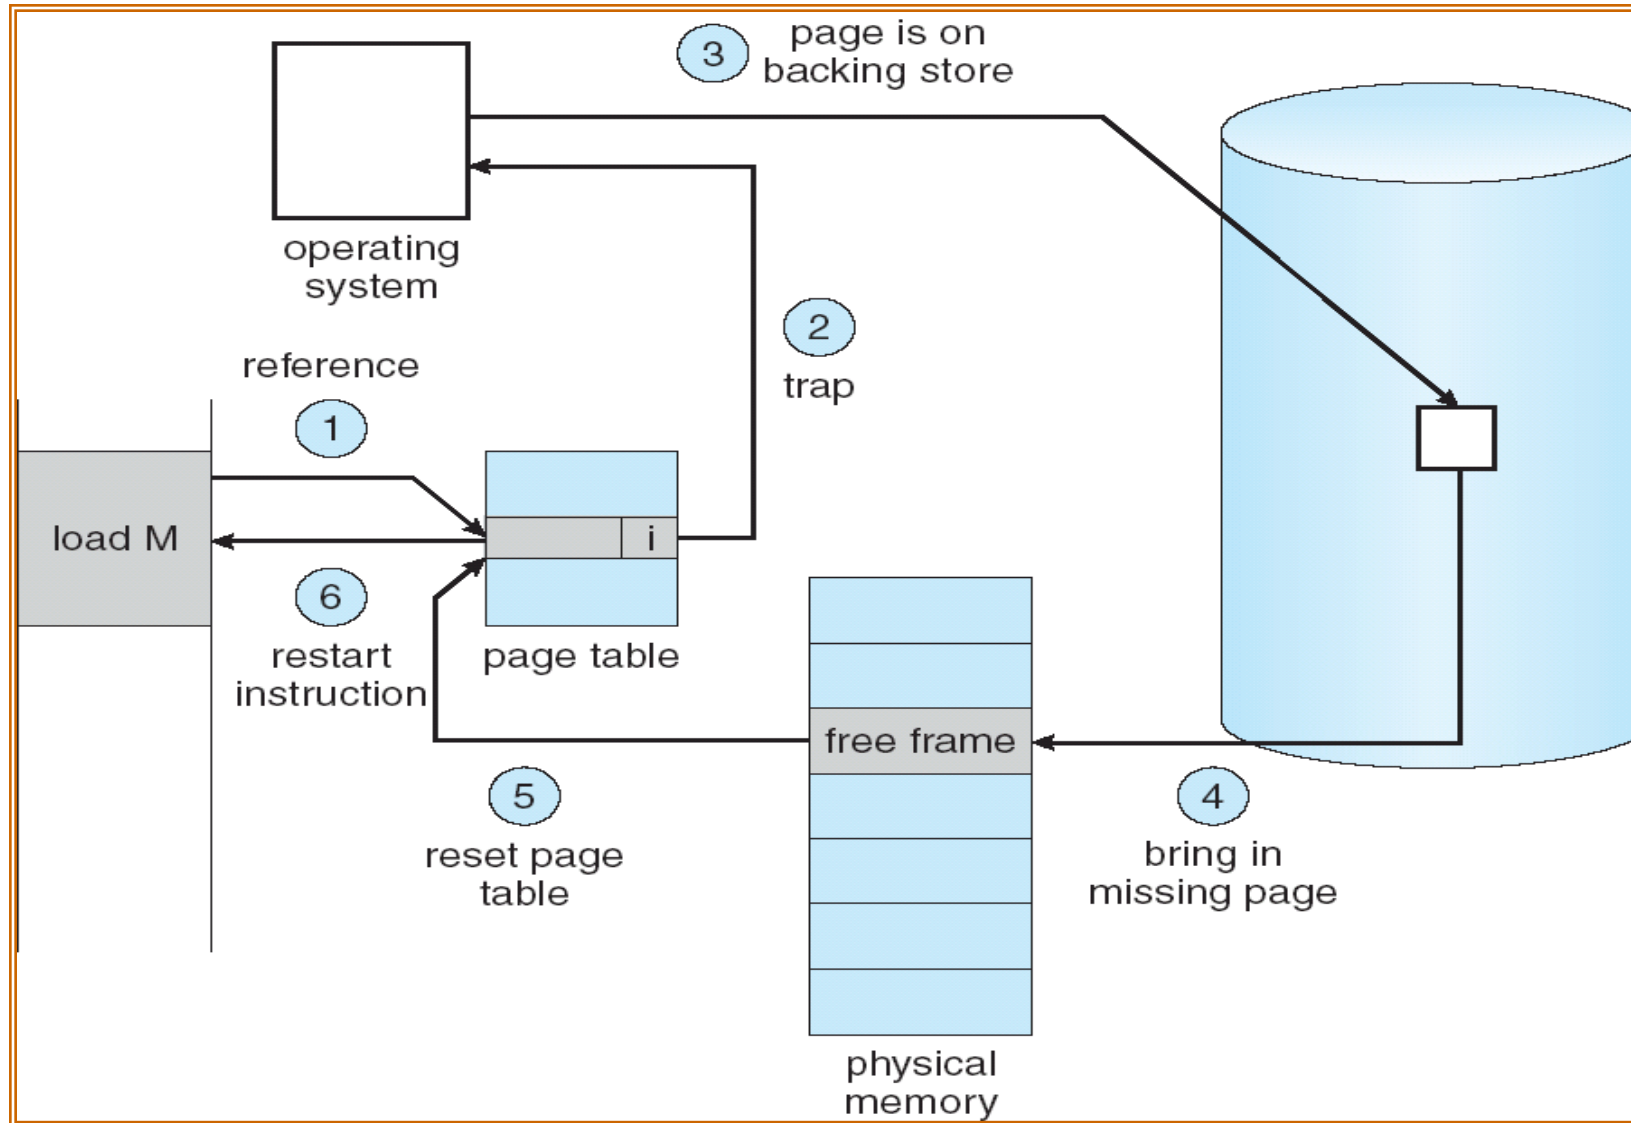 3
page is on
backing store
operating
system
2
trap
reference
1
load M
i
6
restart
instruction
page table
free frame
5
reset page
table
4
bring in
missing page
physical
memory